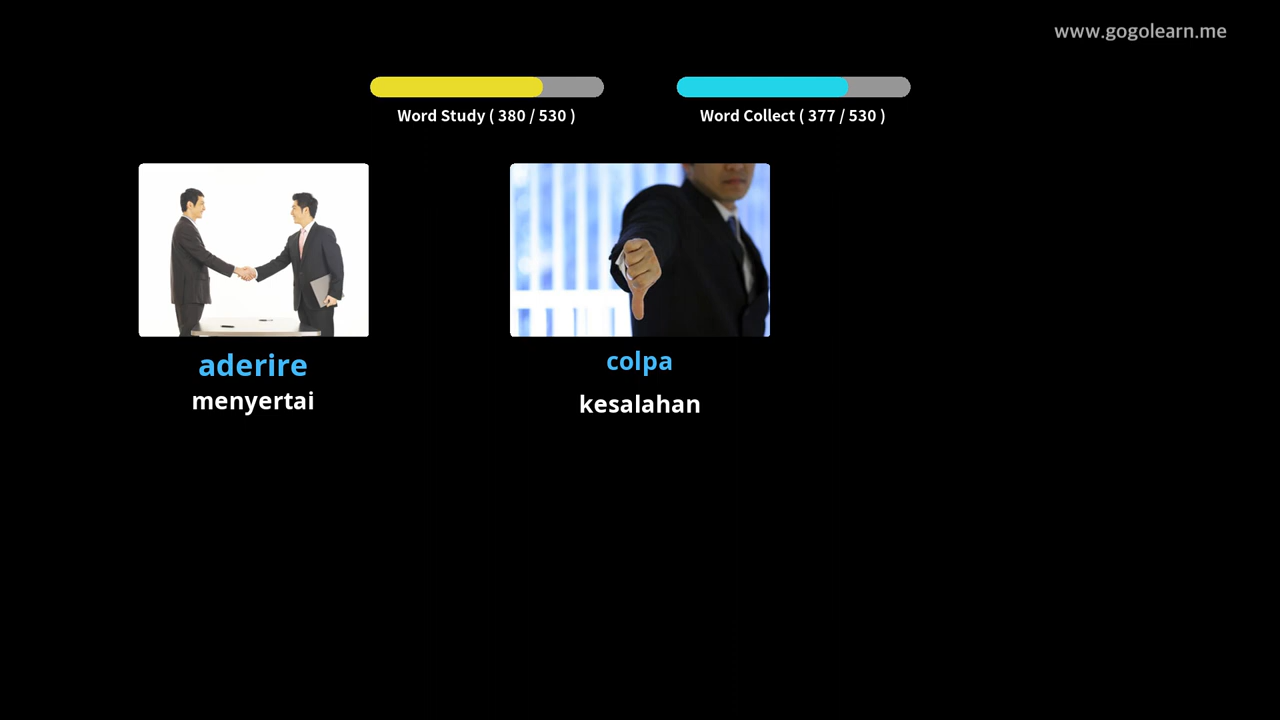 www.gogolearn.me
Word Study ( 380 / 530 )
Word Collect ( 377 / 530 )
aderire
menyertai
colpa
kesalahan